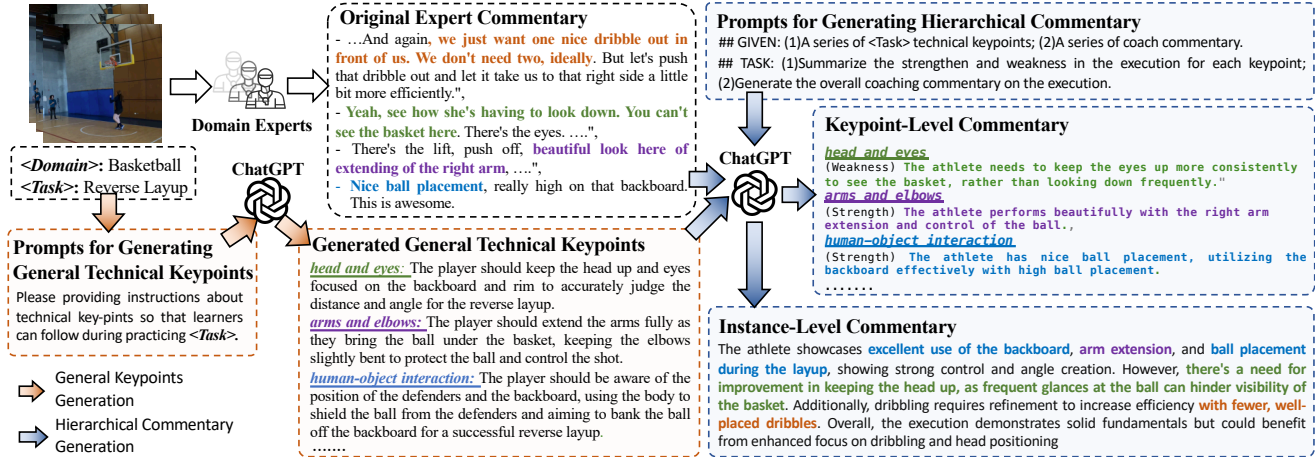 Domain Experts
<Domain>: Basketball
<Task>: Reverse Layup
ChatGPT
Prompts for Generating
General Technical Keypoints
Please providing instructions about
technical key-pints so that learners
can follow during practicing <Task>.
General Keypoints
Generation
Hierarchical Commentary
Generation
Original Expert Commentary
- …And again, we just want one nice dribble out in
front of us. We don't need two, ideally. But let's push
that dribble out and let it take us to that right side a little
bit more efficiently.",
- Yeah, see how she's having to look down. You can't
see the basket here. There's the eyes. ….",
- There's the lift, push off, beautiful look here of
extending of the right arm, ….",
- Nice ball placement, really high on that backboard.
This is awesome.
Generated General Technical Keypoints
head and eyes: The player should keep the head up and eyes
focused on the backboard and rim to accurately judge the
distance and angle for the reverse layup.
arms and elbows: The player should extend the arms fully as
they bring the ball under the basket, keeping the elbows
slightly bent to protect the ball and control the shot.
human-object interaction: The player should be aware of the
position of the defenders and the backboard, using the body to
shield the ball from the defenders and aiming to bank the ball
off the backboard for a successful reverse layup.
…….
ChatGPT
Prompts for Generating Hierarchical Commentary
## GIVEN: (1)A series of <Task> technical keypoints; (2)A series of coach commentary.
## TASK: (1)Summarize the strengthen and weakness in the execution for each keypoint;
(2)Generate the overall coaching commentary on the execution.
Keypoint-Level Commentary
head and eyes
(Weakness) The athlete needs to keep the eyes up more consistently
to see the basket, rather than looking down frequently."
arms and elbows
(Strength) The athlete performs beautifully with the right arm
extension and control of the ball.,
human-object interaction
(Strength) The athlete has nice ball placement, utilizing the
backboard effectively with high ball placement.
.......
Instance-Level Commentary
The athlete showcases excellent use of the backboard, arm extension, and ball placement
during the layup, showing strong control and angle creation. However, there's a need for
improvement in keeping the head up, as frequent glances at the ball can hinder visibility
of the basket. Additionally, dribbling requires refinement to increase efficiency with fewer, well-
placed dribbles. Overall, the execution demonstrates solid fundamentals but could benefit
from enhanced focus on dribbling and head positioning